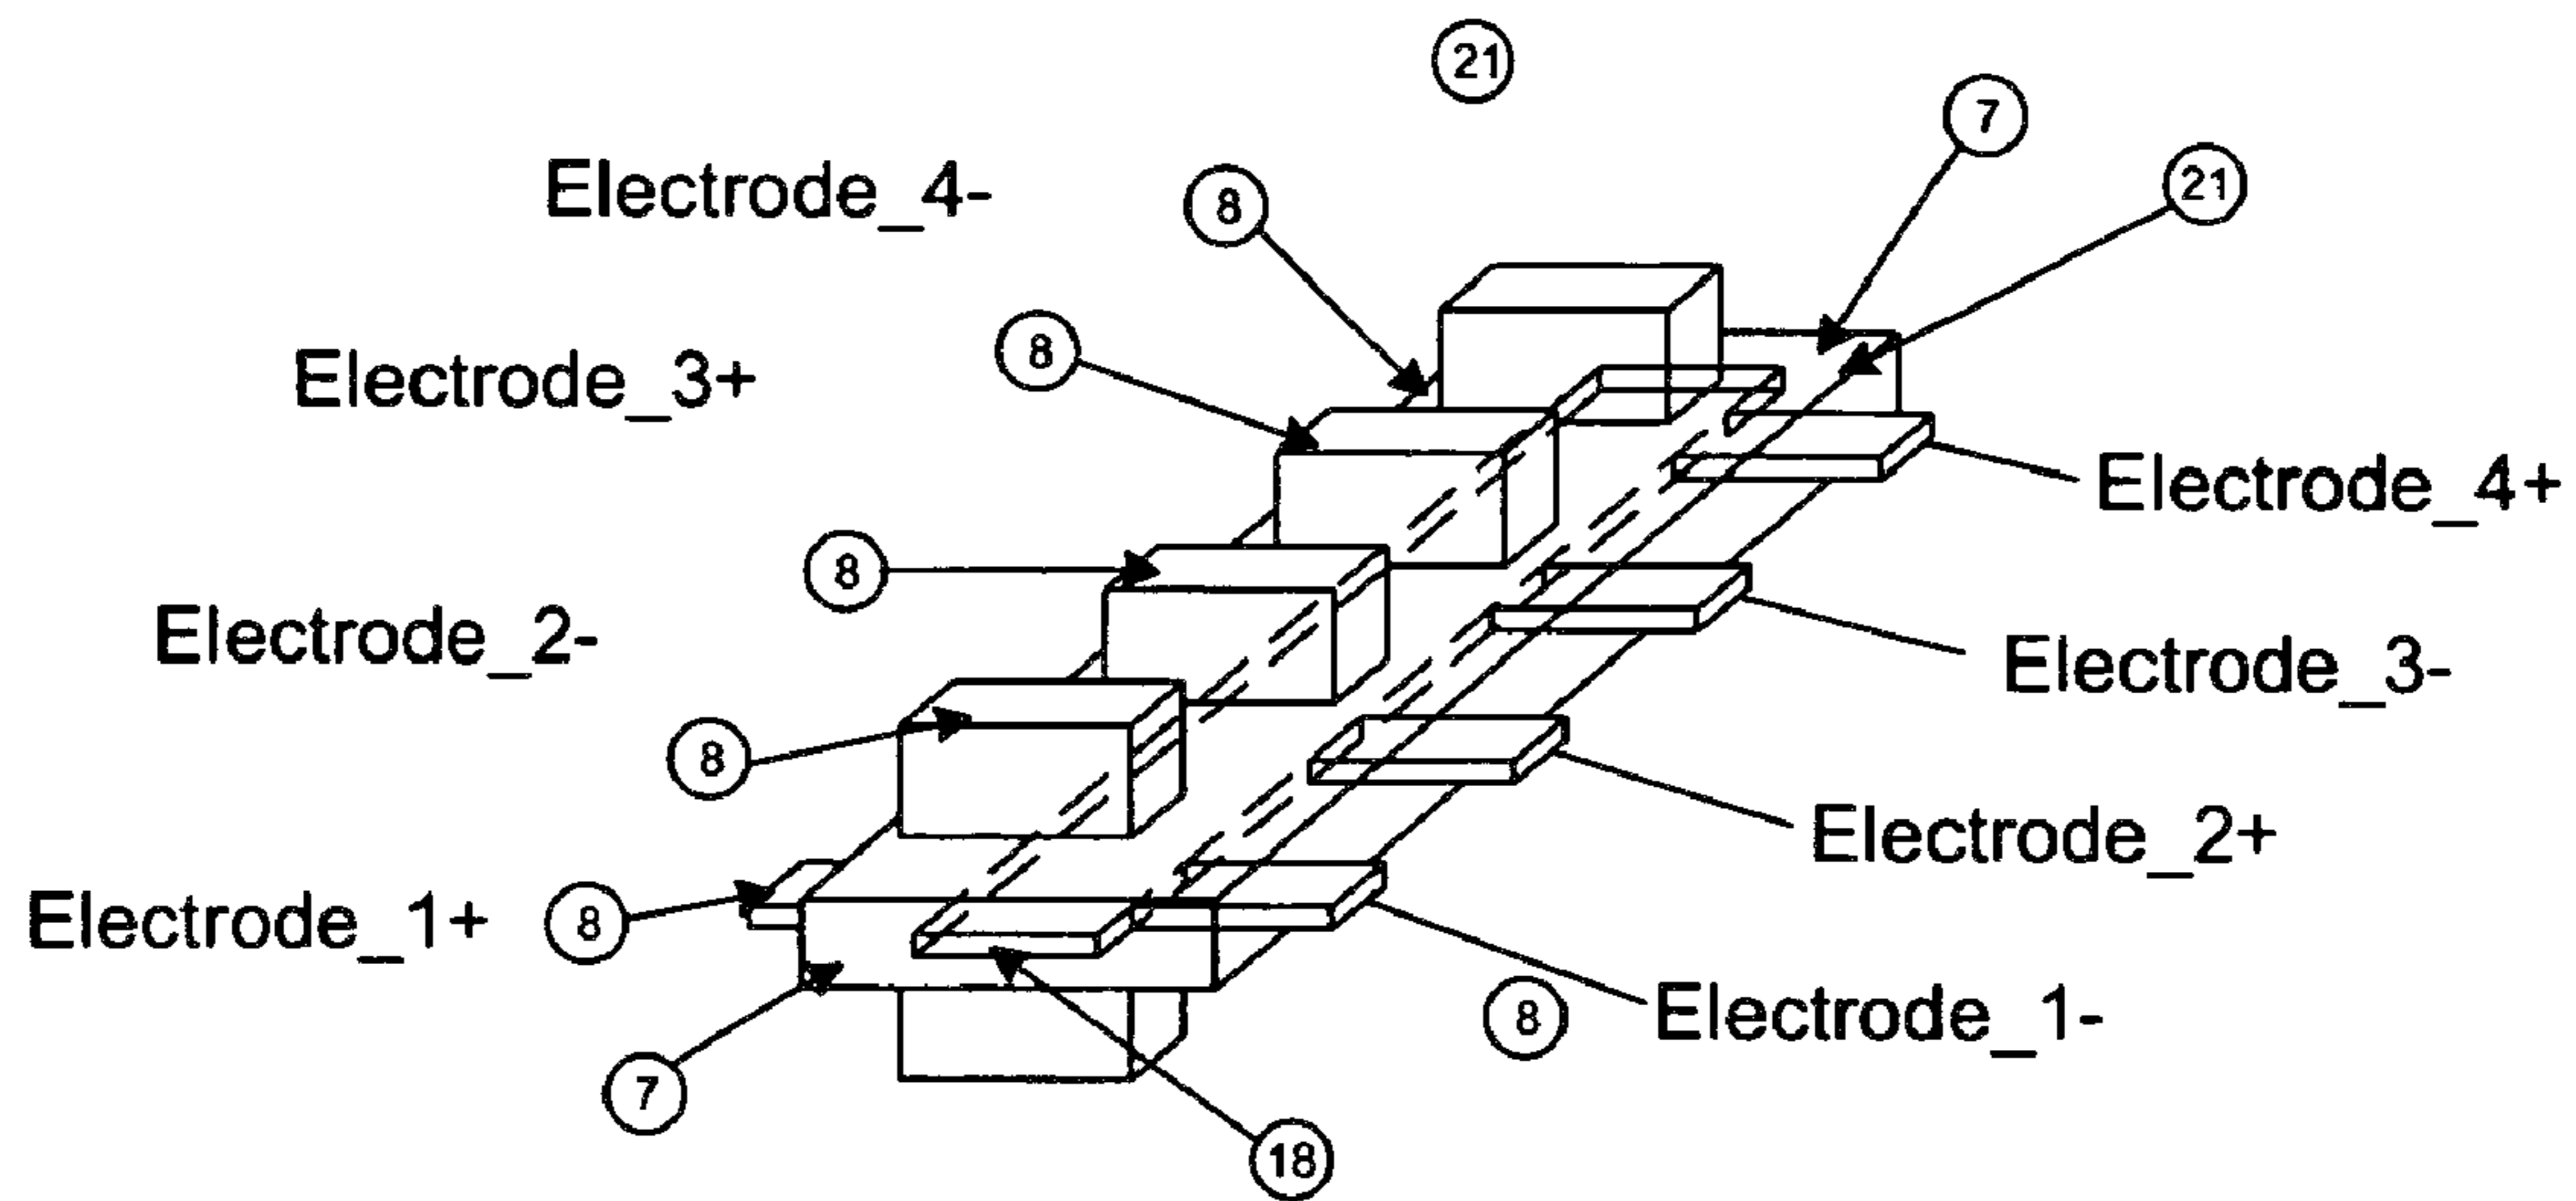 21
7
Electrode_4-
8
21
8
Electrode_3+
Electrode_4+
8
Electrode_2-
Electrode_3-
8
Electrode_2+
Electrode_1+
8
8
Electrode_1-
7
18